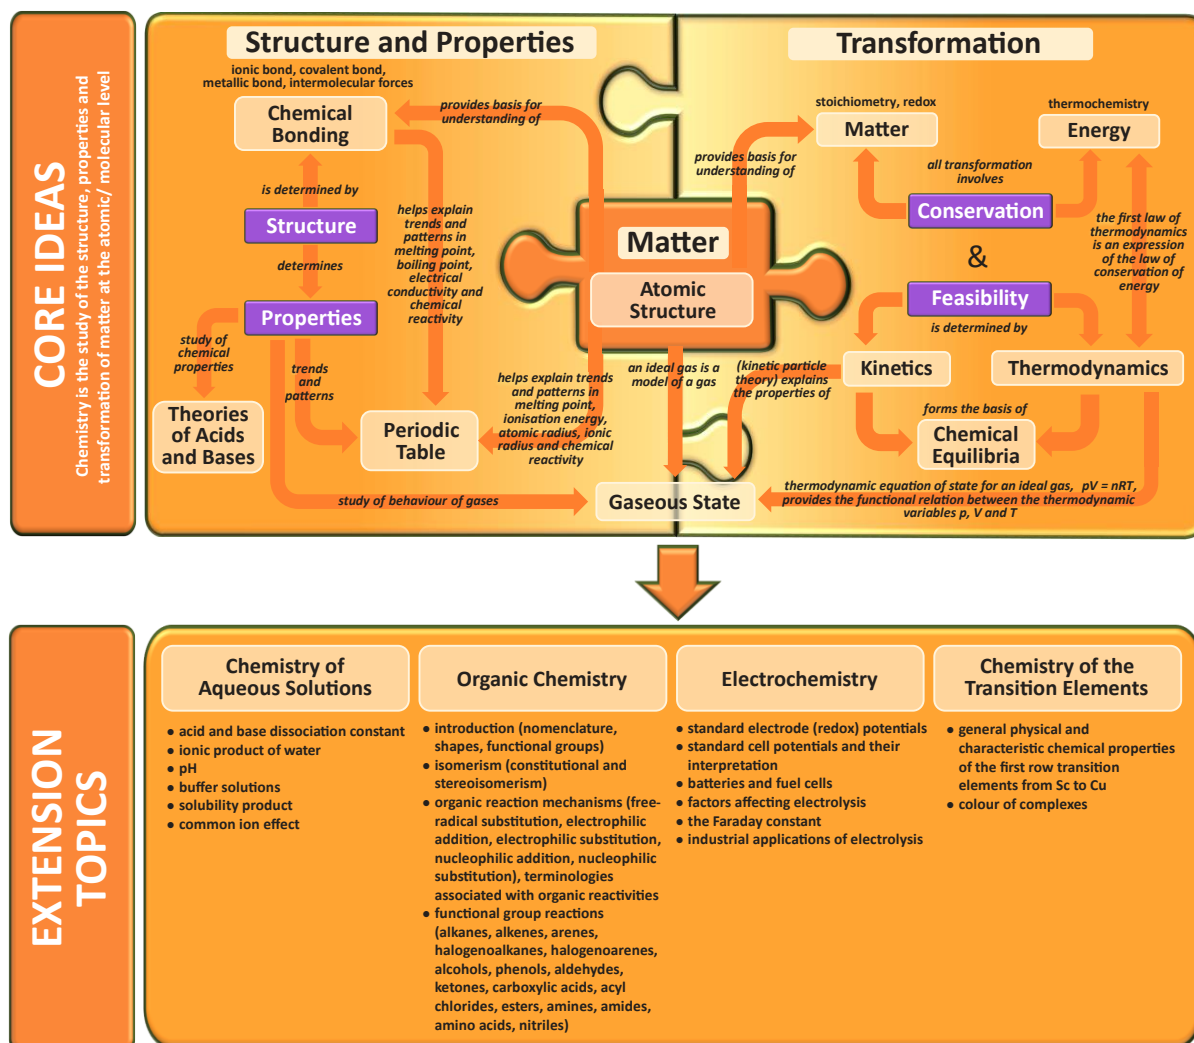 CORE IDEAS
Chemistry is the study of the structure, properties and
transformation of matter at the atomic/ molecular level
Structure and Properties
ionic bond, covalent bond,
metallic bond, intermolecular forces
Chemical
Bonding
provides basis for
understanding of
is determined by
Structure
determines
Properties
helps explain
trends and
patterns in
melting point,
boiling point,
electrical
conductivity and
chemical
reactivity
study of
chemical
properties
trends
and
patterns
Theories
of Acids
and Bases
Periodic
Table
helps explain trends
and patterns in
melting point,
ionisation energy,
atomic radius, ionic
radius and chemical
reactivity
study of behaviour of gases
Matter
Atomic
Structure
an ideal gas is a
model of a gas
Gaseous State
Transformation
stoichiometry, redox
Matter
thermochemistry
Energy
provides basis for
understanding of
all transformation
involves
Conservation
&
Feasibility
is determined by
the first law of
thermodynamics
is an expression
of the law of
conservation of
energy
(kinetic particle
theory) explains
the properties of
Kinetics
Thermodynamics
forms the basis of
Chemical
Equilibria
thermodynamic equation of state for an ideal gas, pV = nRT,
provides the functional relation between the thermodynamic
variables p, V and T
EXTENSION
TOPICS
Chemistry of
Aqueous Solutions
● acid and base dissociation constant
● ionic product of water
● pH
● buffer solutions
● solubility product
● common ion effect
Organic Chemistry
● introduction (nomenclature,
shapes, functional groups)
● isomerism (constitutional and
stereoisomerism)
● organic reaction mechanisms (free-
radical substitution, electrophilic
addition, electrophilic substitution,
nucleophilic addition, nucleophilic
substitution), terminologies
associated with organic reactivities
● functional group reactions
(alkanes, alkenes, arenes,
halogenoalkanes, halogenoarenes,
alcohols, phenols, aldehydes,
ketones, carboxylic acids, acyl
chlorides, esters, amines, amides,
amino acids, nitriles)
Electrochemistry
● standard electrode (redox) potentials
● standard cell potentials and their
interpretation
● batteries and fuel cells
● factors affecting electrolysis
● the Faraday constant
● industrial applications of electrolysis
Chemistry of the
Transition Elements
● general physical and
characteristic chemical properties
of the first row transition
elements from Sc to Cu
● colour of complexes